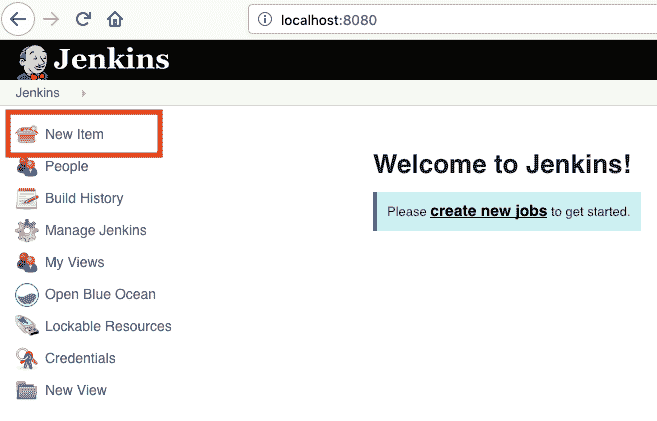 localhost:8080
Jenkins
Jenkins
New Item
People
Build History
Manage Jenkins
My Views
Open Blue Ocean
Lockable Resources
Credentials
New View
Welcome to Jenkins!
Please create new jobs to get started.